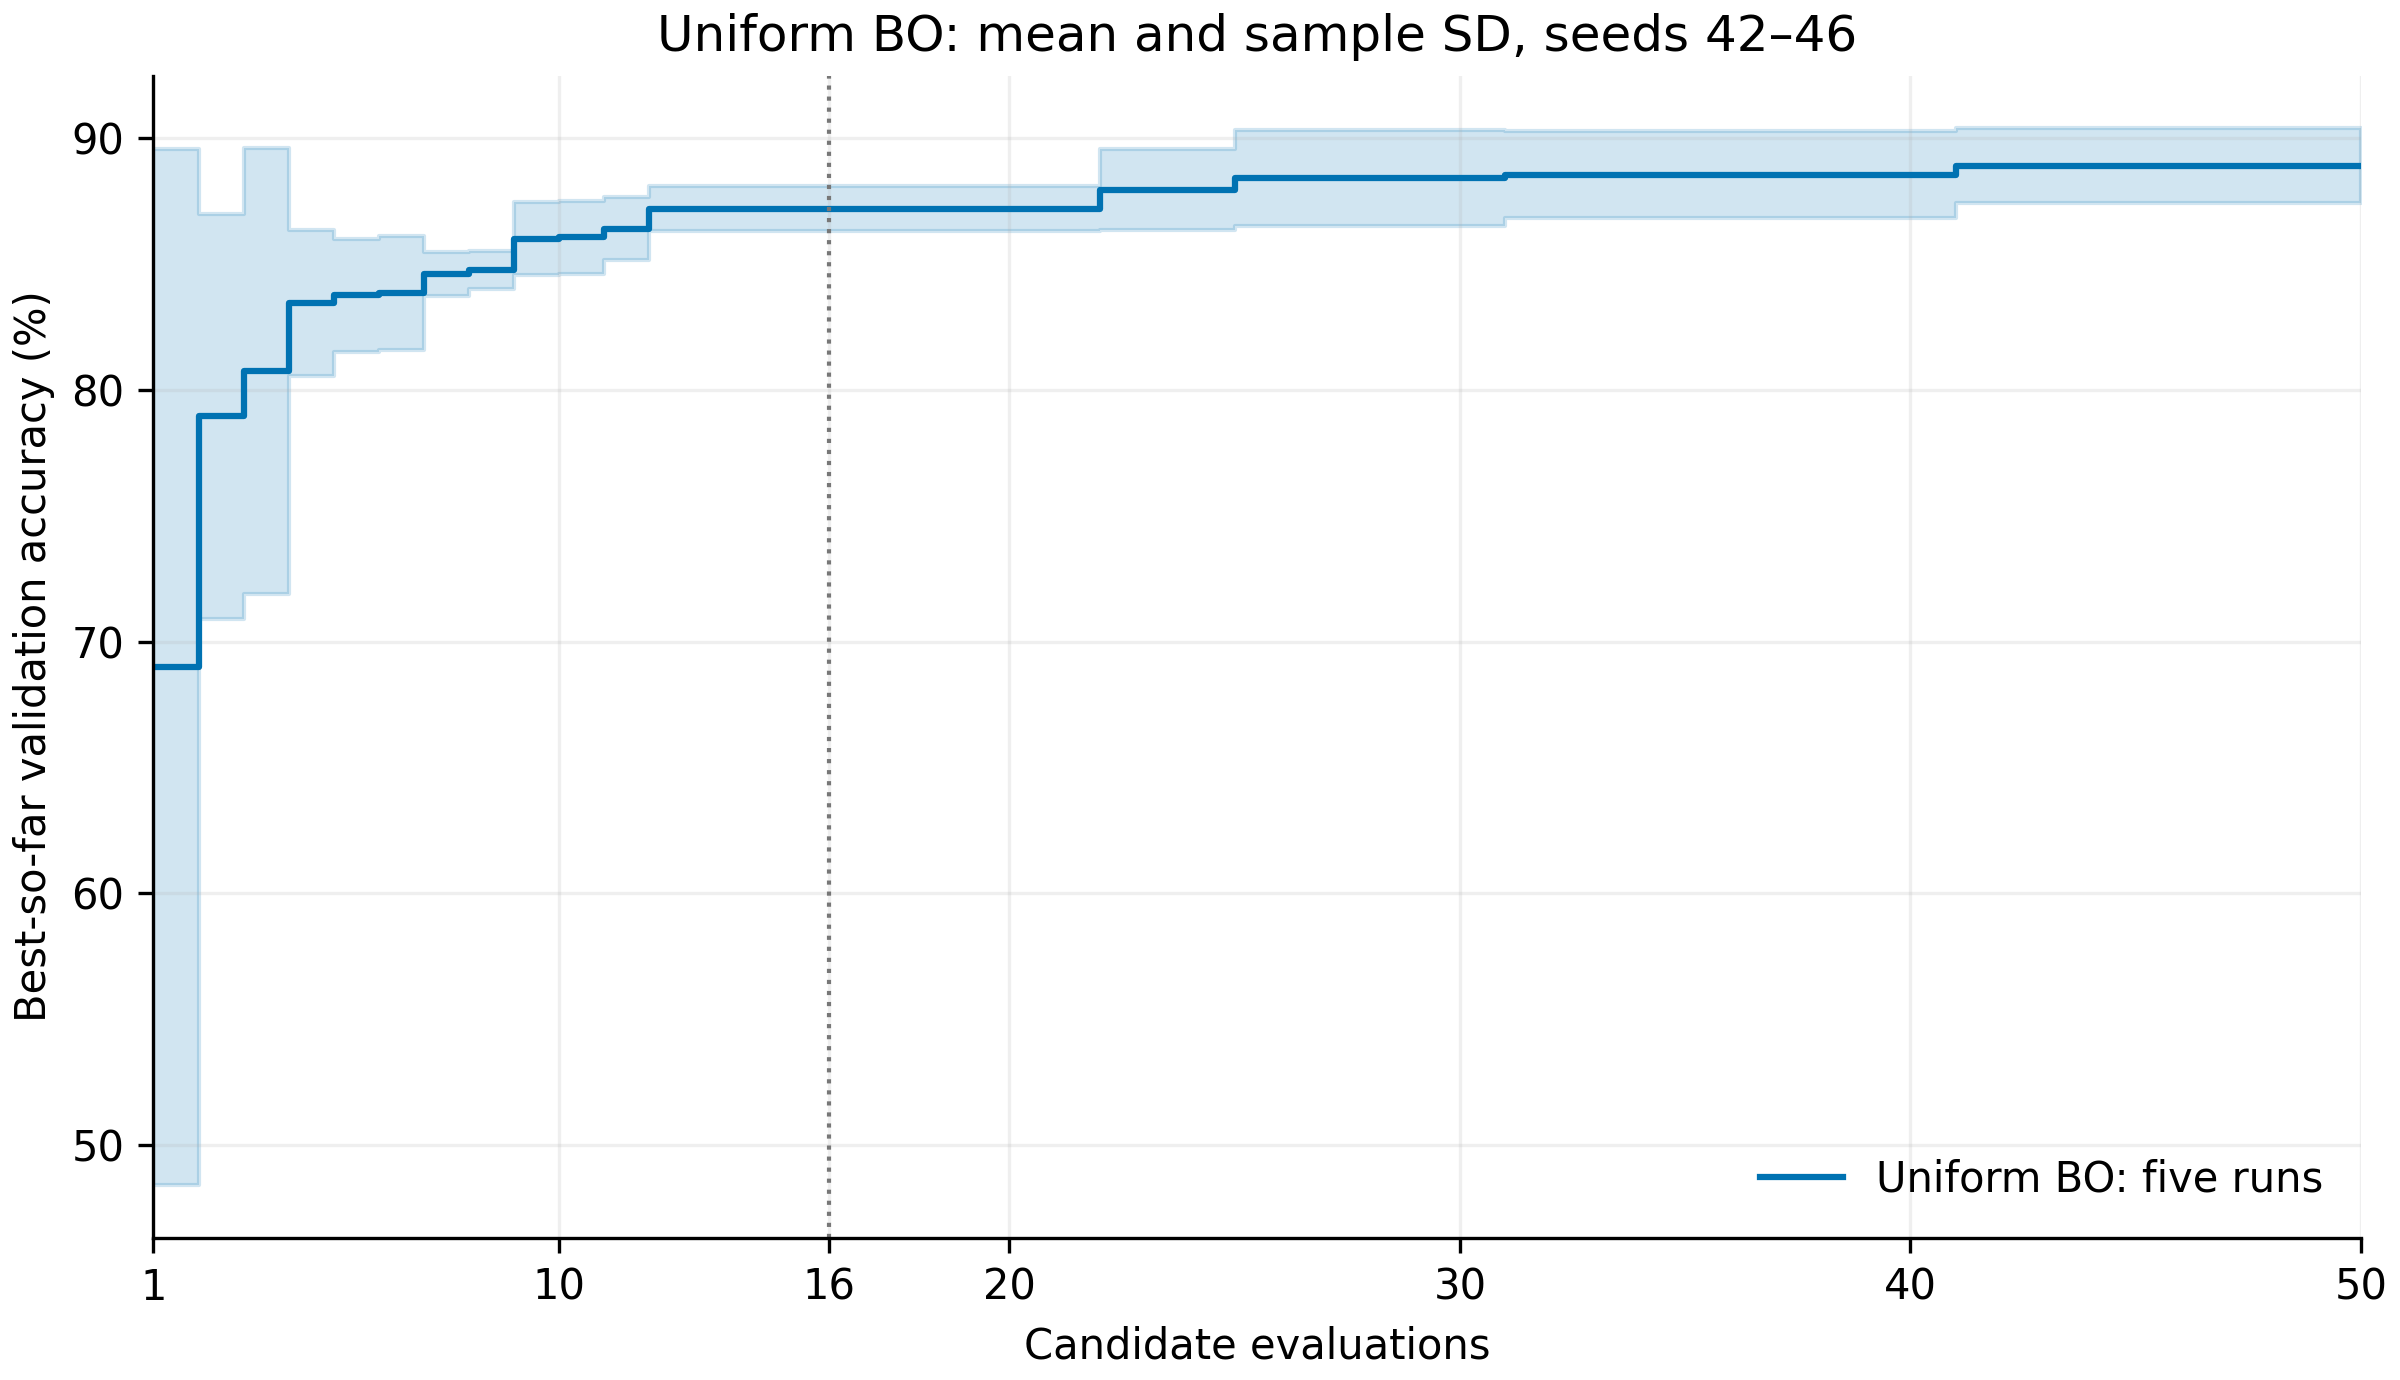 Uniform BO: mean and sample SD, seeds 42–46
Best-so-far validation accuracy (%)
90
80
70
60
50
Uniform BO: five runs
1 10 16 20 30 40 50
Candidate evaluations